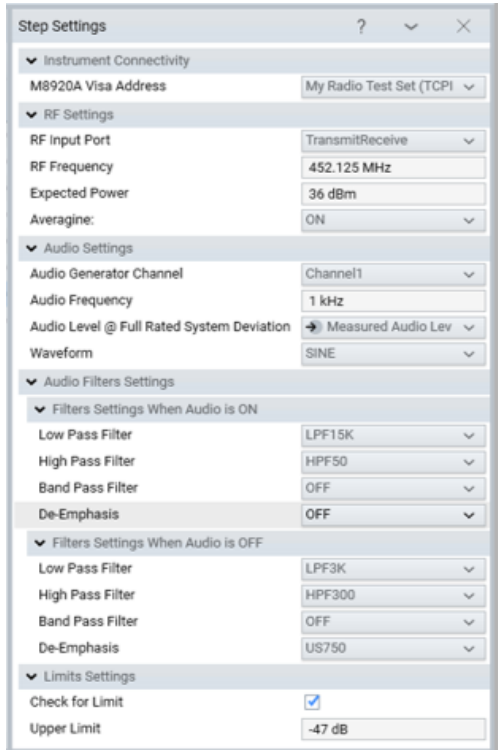 Step Settings ?
Instrument Connectivity
M8920A Visa Address My Radio Test Set (TCPI
RF Settings
RF Input Port TransmitReceive
RF Frequency 452.125 MHz
Expected Power 36 dBm
Averagine: ON
Audio Settings
Audio Generator Channel Channel1
Audio Frequency 1 kHz
Audio Level @ Full Rated System Deviation Measured Audio Lev
Waveform SINE
Audio Filters Settings
Filters Settings When Audio is ON
Low Pass Filter LPF15K
High Pass Filter HPF50
Band Pass Filter OFF
De-Emphasis OFF
Filters Settings When Audio is OFF
Low Pass Filter LPF3K
High Pass Filter HPF300
Band Pass Filter OFF
De-Emphasis US750
Limits Settings
Check for Limit
Upper Limit -47 dB